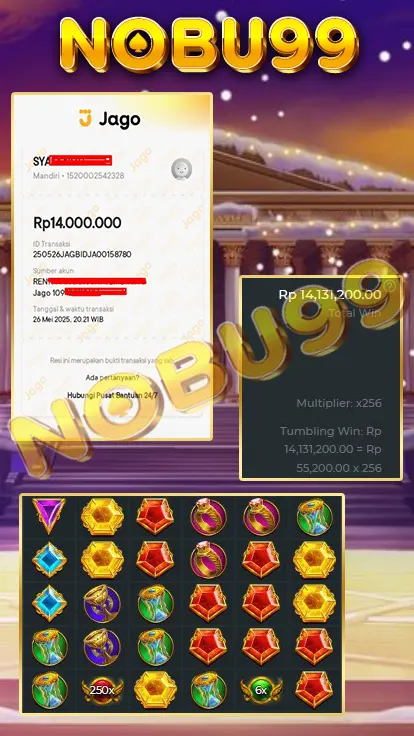 NOBU99
Jago
SYA
Mandiri • 1520002542328
Rp14.000.000
ID Transaksi
250526JAGBIDJA00158780
Sumber akun
REN
Jago 109
Tanggal & waktu transaksi
26 Mei 2025, 20.21 WIB
Resi ini merupakan bukti transaksi yang
Ada pertanyaan?
Hubungi Pusat Bantuan 24/7
Rp 14,131,200.00
Total Win
Multiplier: x256
Tumbling Win: Rp
14,131,200.00 = Rp
55,200.00 x 256
NOBU99
250x
6x